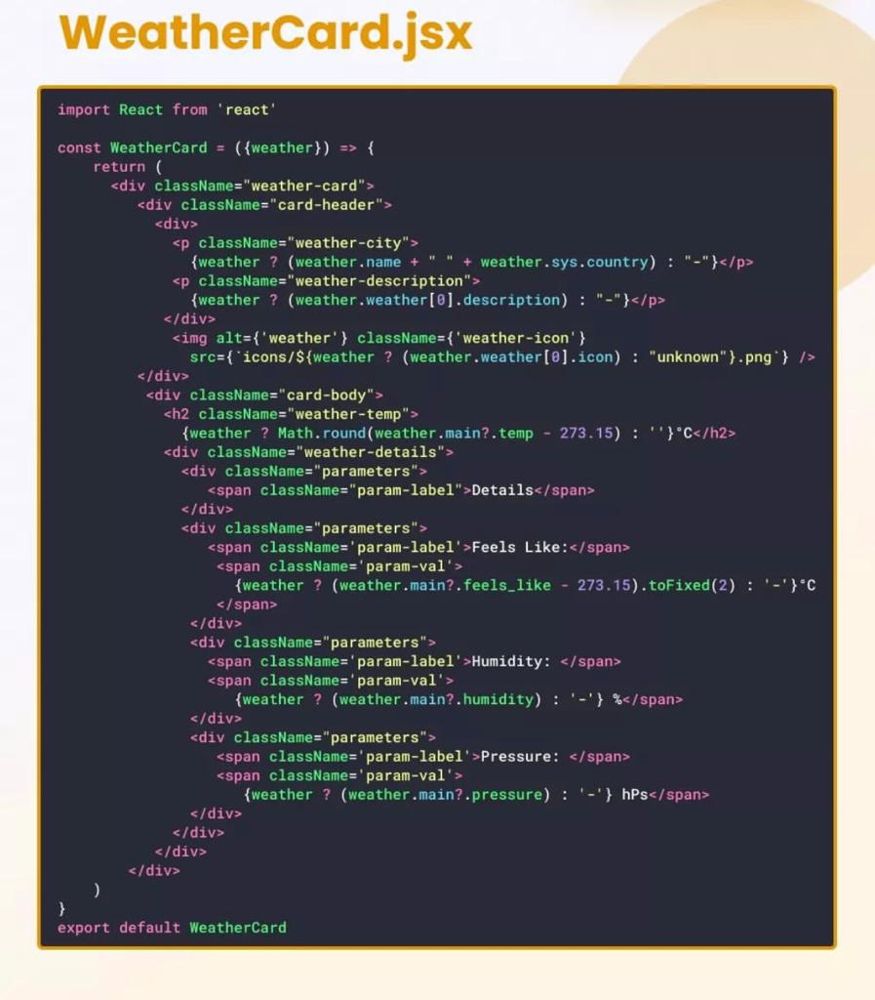 WeatherCard.jsx
import React from 'react'
const WeatherCard = ({weather}) => {
return (
<div className="weather-card">
<div className="card-header">
<div>
<p className="weather-city">
{weather ? (weather.name + " " + weather.sys.country) : "-"}</p>
<p className="weather-description">
{weather ? (weather.weather[0].description) : "-"}</p>
</div>
<img alt={'weather'} className={'weather-icon'}
src={`icons/${weather ? (weather.weather[0].icon) : "unknown"}.png`} />
</div>
<div className="card-body">
<h2 className="weather-temp">
{weather ? Math.round(weather.main?.temp - 273.15) : ''}°C</h2>
<div className="weather-details">
<div className="parameters">
<span className="param-label">Details</span>
</div>
<div className="parameters">
<span className='param-label'>Feels Like:</span>
<span className='param-val'>
{weather ? (weather.main?.feels_like - 273.15).toFixed(2) : '-'}°C
</span>
</div>
<div className="parameters">
<span className='param-label'>Humidity: </span>
<span className='param-val'>
{weather ? (weather.main?.humidity) : '-'} %</span>
</div>
<div className="parameters">
<span className='param-label'>Pressure: </span>
<span className='param-val'>
{weather ? (weather.main?.pressure) : '-'} hPs</span>
</div>
</div>
</div>
</div>
)
}
export default WeatherCard